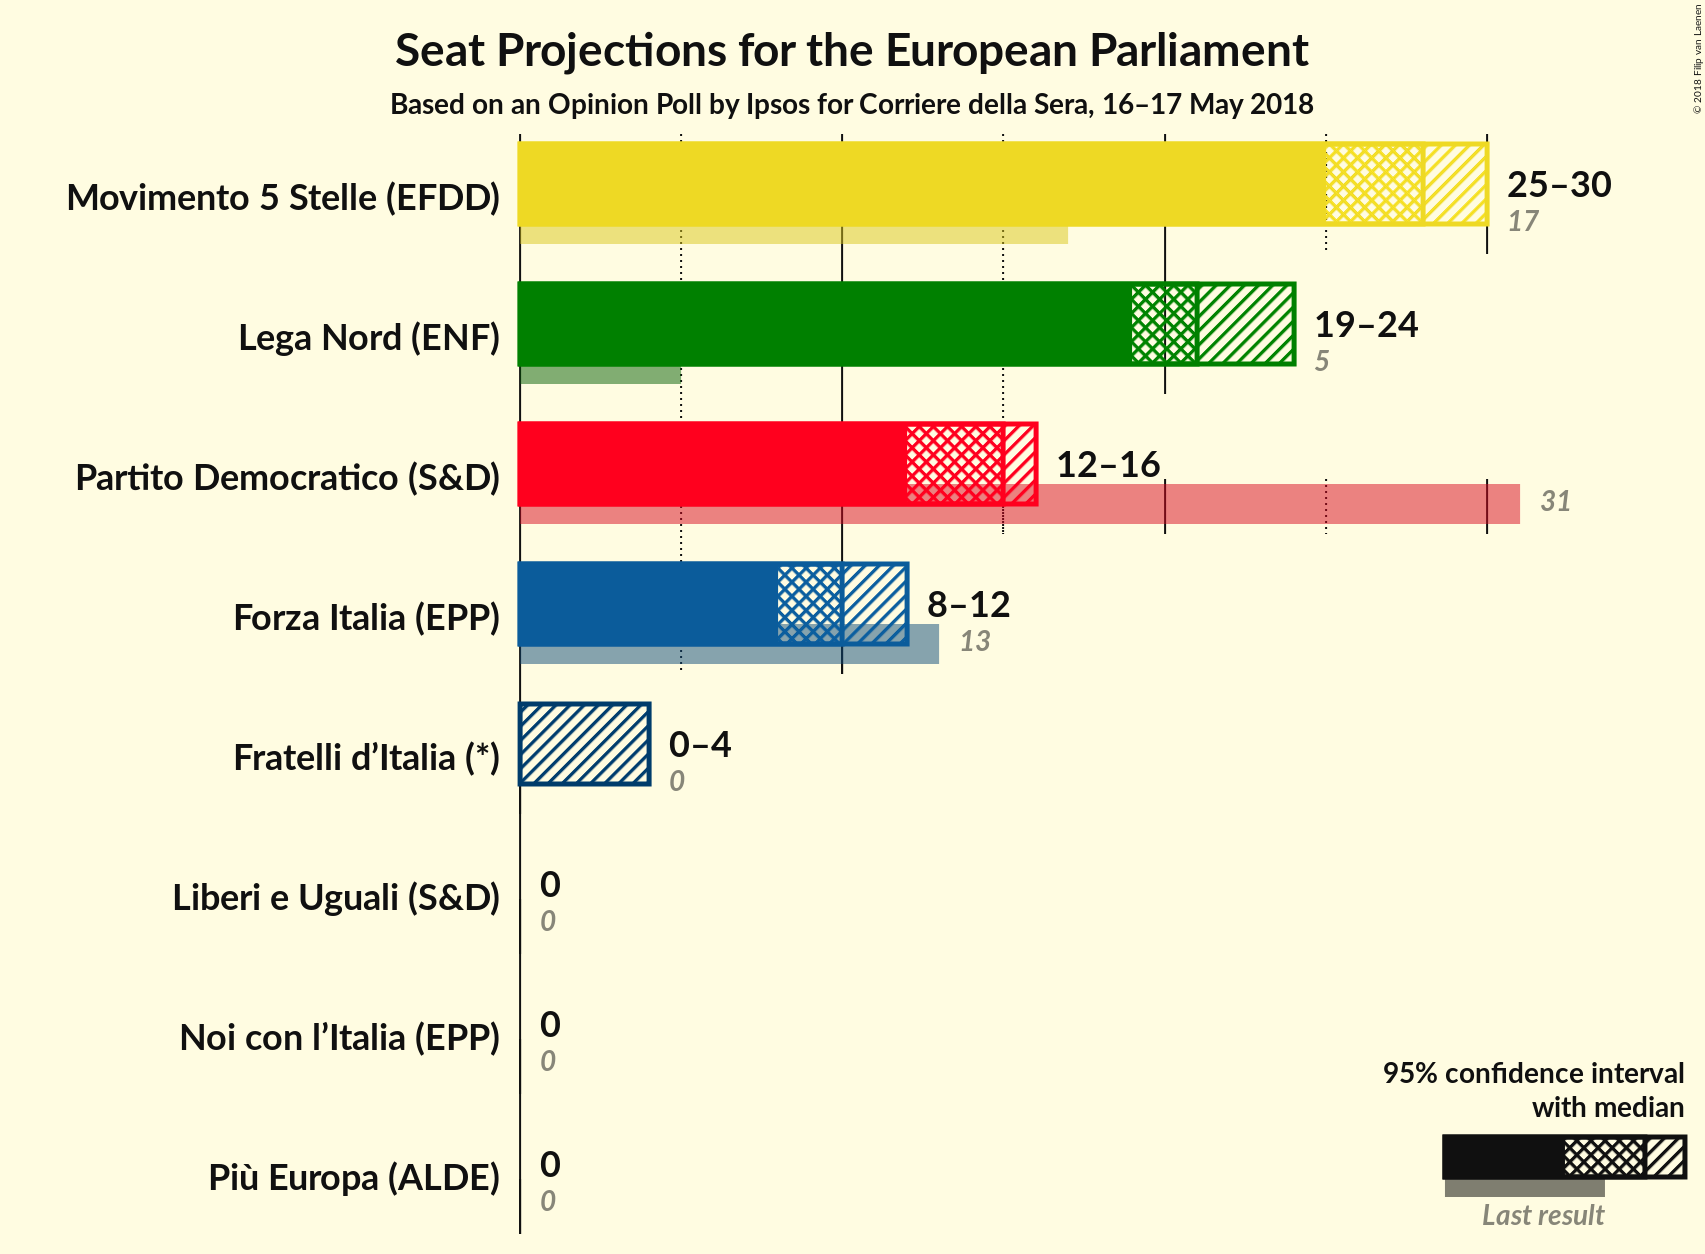 Seat Projections for the European Parliament
Based on an Opinion Poll by Ipsos for Corriere della Sera, 16–17 May 2018
© 2018 Filip van Laenen
Movimento 5 Stelle (EFDD)
25–30
17
Lega Nord (ENF)
19–24
5
Partito Democratico (S&D)
12–16
31
Forza Italia (EPP)
8–12
13
Fratelli d’Italia (*)
0–4
0
Liberi e Uguali (S&D)
0
0
Noi con l’Italia (EPP)
0
0
Più Europa (ALDE)
0
0
95% confidence interval
with median
Last result